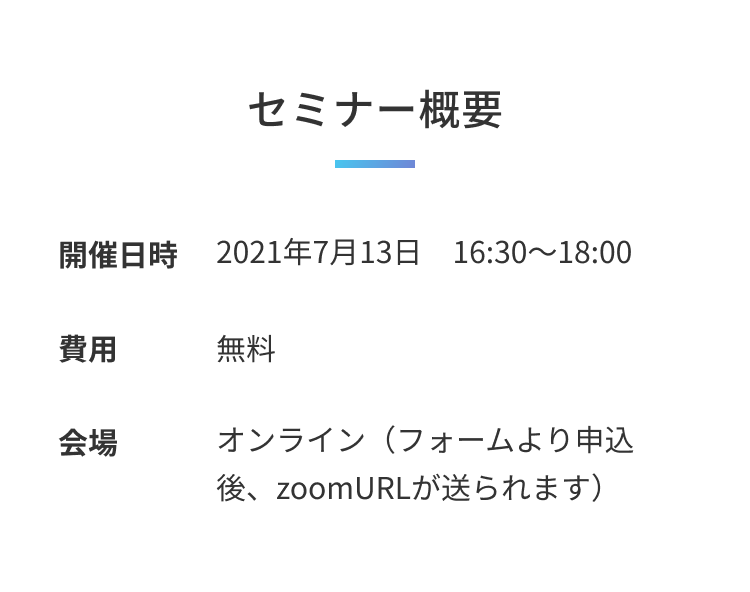 セミナー概要
開催日時 2021年7月13日　16:30〜18:00
費用 無料
会場 オンライン（フォームより申込
後、zoomURLが送られます）